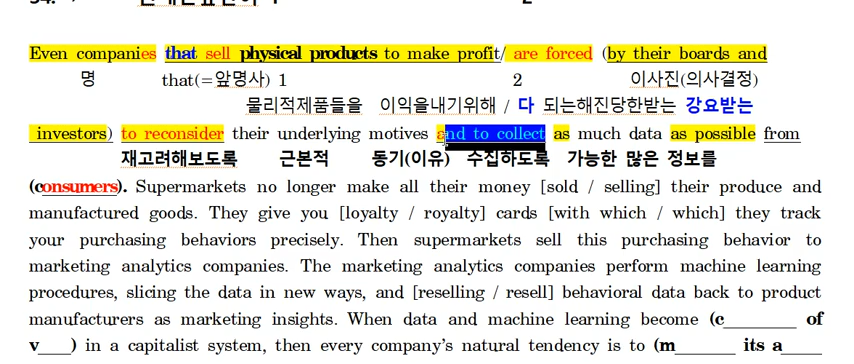 Even companies that sell physical products to make profit/ are forced (by their boards and
명 that(=앞명사) 1 2 이사진(의사결정)
물리적제품들을 이익을내기위해 / 다 되는해진당한받는 강요받는
investors) to reconsider their underlying motives and to collect as much data as possible from
재고려해보도록 근본적 동기(이유) 수집하도록 가능한 많은 정보를
(consumers). Supermarkets no longer make all their money [sold / selling] their produce and
manufactured goods. They give you [loyalty / royalty] cards [with which / which] they track
your purchasing behaviors precisely. Then supermarkets sell this purchasing behavior to
marketing analytics companies. The marketing analytics companies perform machine learning
procedures, slicing the data in new ways, and [reselling / resell] behavioral data back to product
manufacturers as marketing insights. When data and machine learning become (c________ of
v___) in a capitalist system, then every company's natural tendency is to (m______ its a____